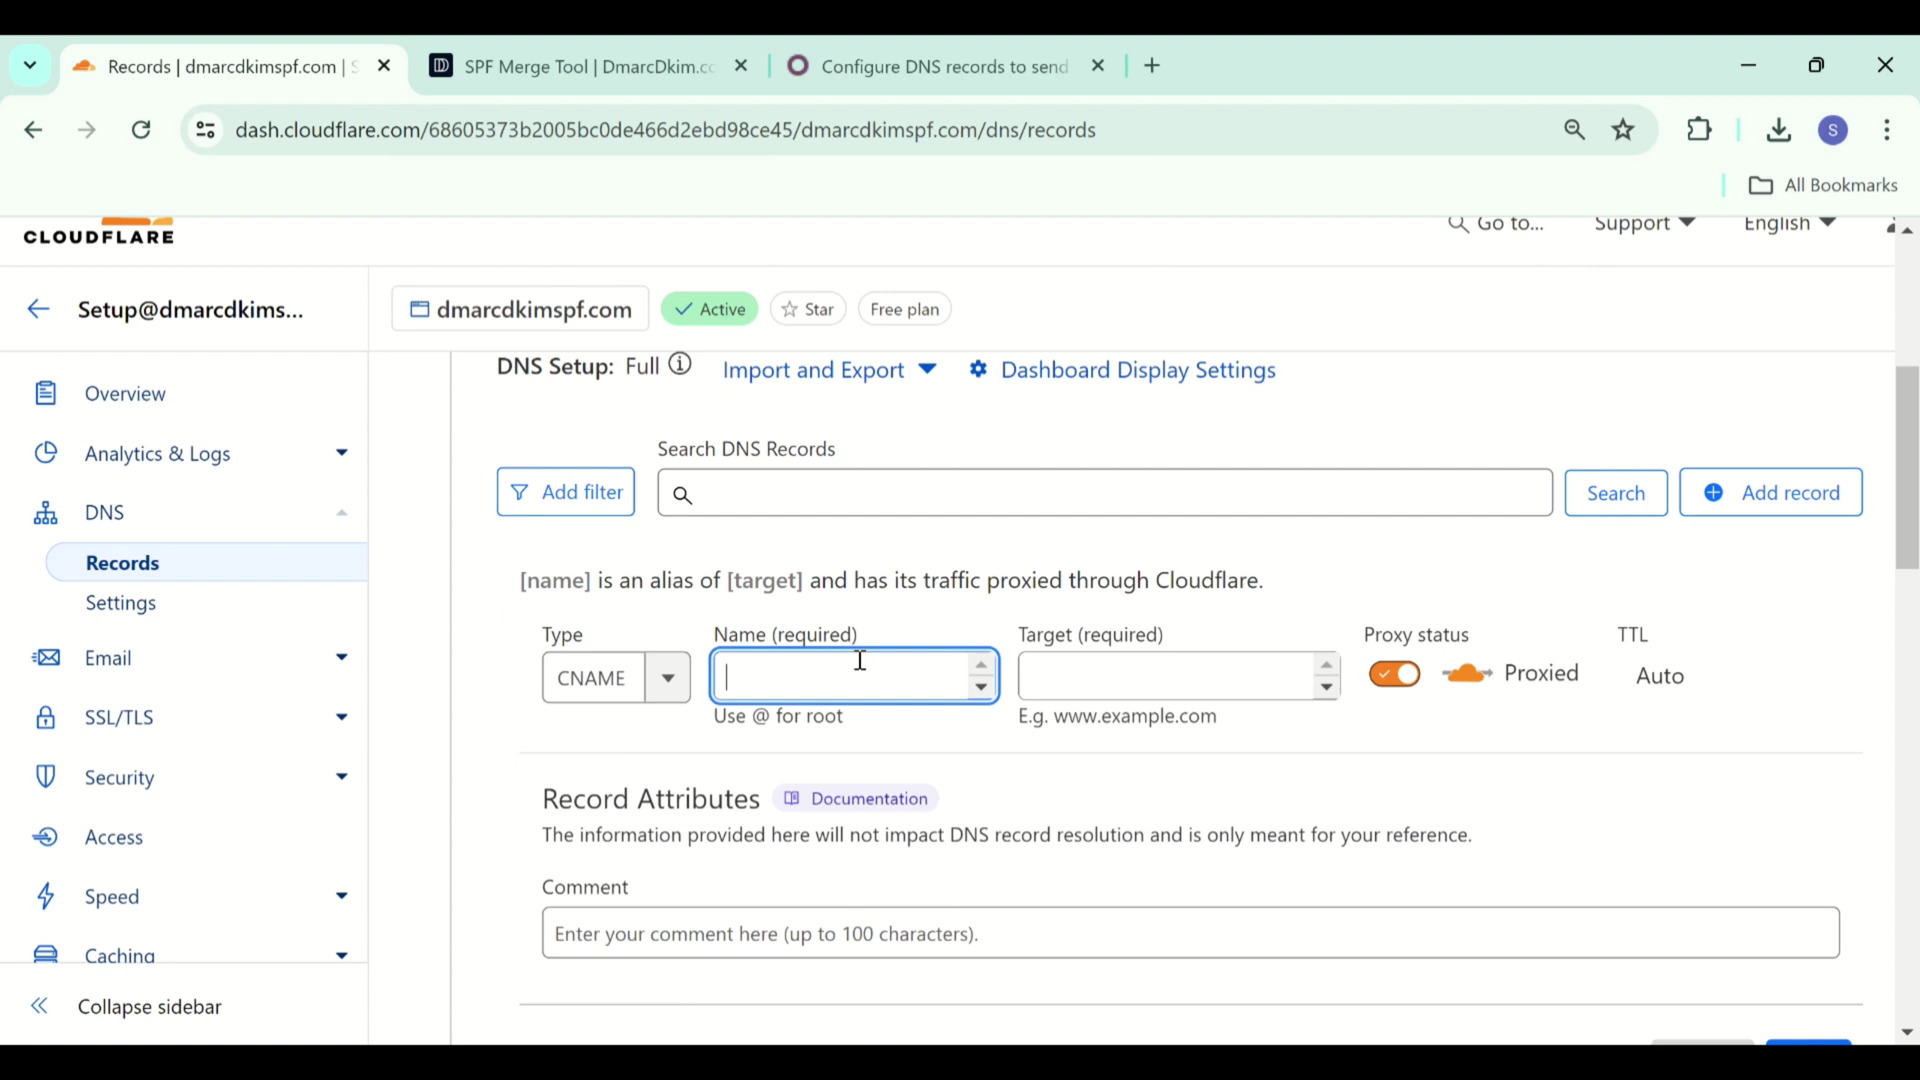 Records | dmarcdkimspf.com | S
SPF Merge Tool | DmarcDkim.co
Configure DNS records to send
dash.cloudflare.com/68605373b2005bc0de466d2ebd98ce45/dmarcdkimspf.com/dns/records
S
All Bookmarks
CLOUDFLARE
Go to...
Support
English
Setup@dmarcdkims...
dmarcdkimspf.com
Active
Star
Free plan
DNS Setup: Full
Import and Export
Dashboard Display Settings
Overview
Analytics & Logs
DNS
Records
Settings
Email
SSL/TLS
Security
Access
Speed
Caching
Collapse sidebar
Search DNS Records
Add filter
Search
Add record
[name] is an alias of [target] and has its traffic proxied through Cloudflare.
Type
Name (required)
Target (required)
Proxy status
TTL
CNAME
Proxied
Auto
Use @ for root
E.g. www.example.com
Record Attributes
Documentation
The information provided here will not impact DNS record resolution and is only meant for your reference.
Comment
Enter your comment here (up to 100 characters).